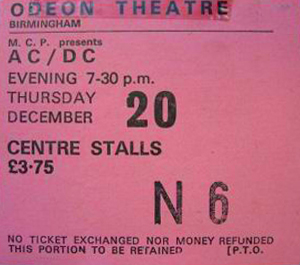 ODEON THEATRE
BIRMINGHAM
M. C. P. presents
AC/DC
EVENING 7-30 p.m.
THURSDAY
DECEMBER 20
CENTRE STALLS
£3·75
N 6
NO TICKET EXCHANGED NOR MONEY REFUNDED
THIS PORTION TO BE RETAINED [P.T.O.